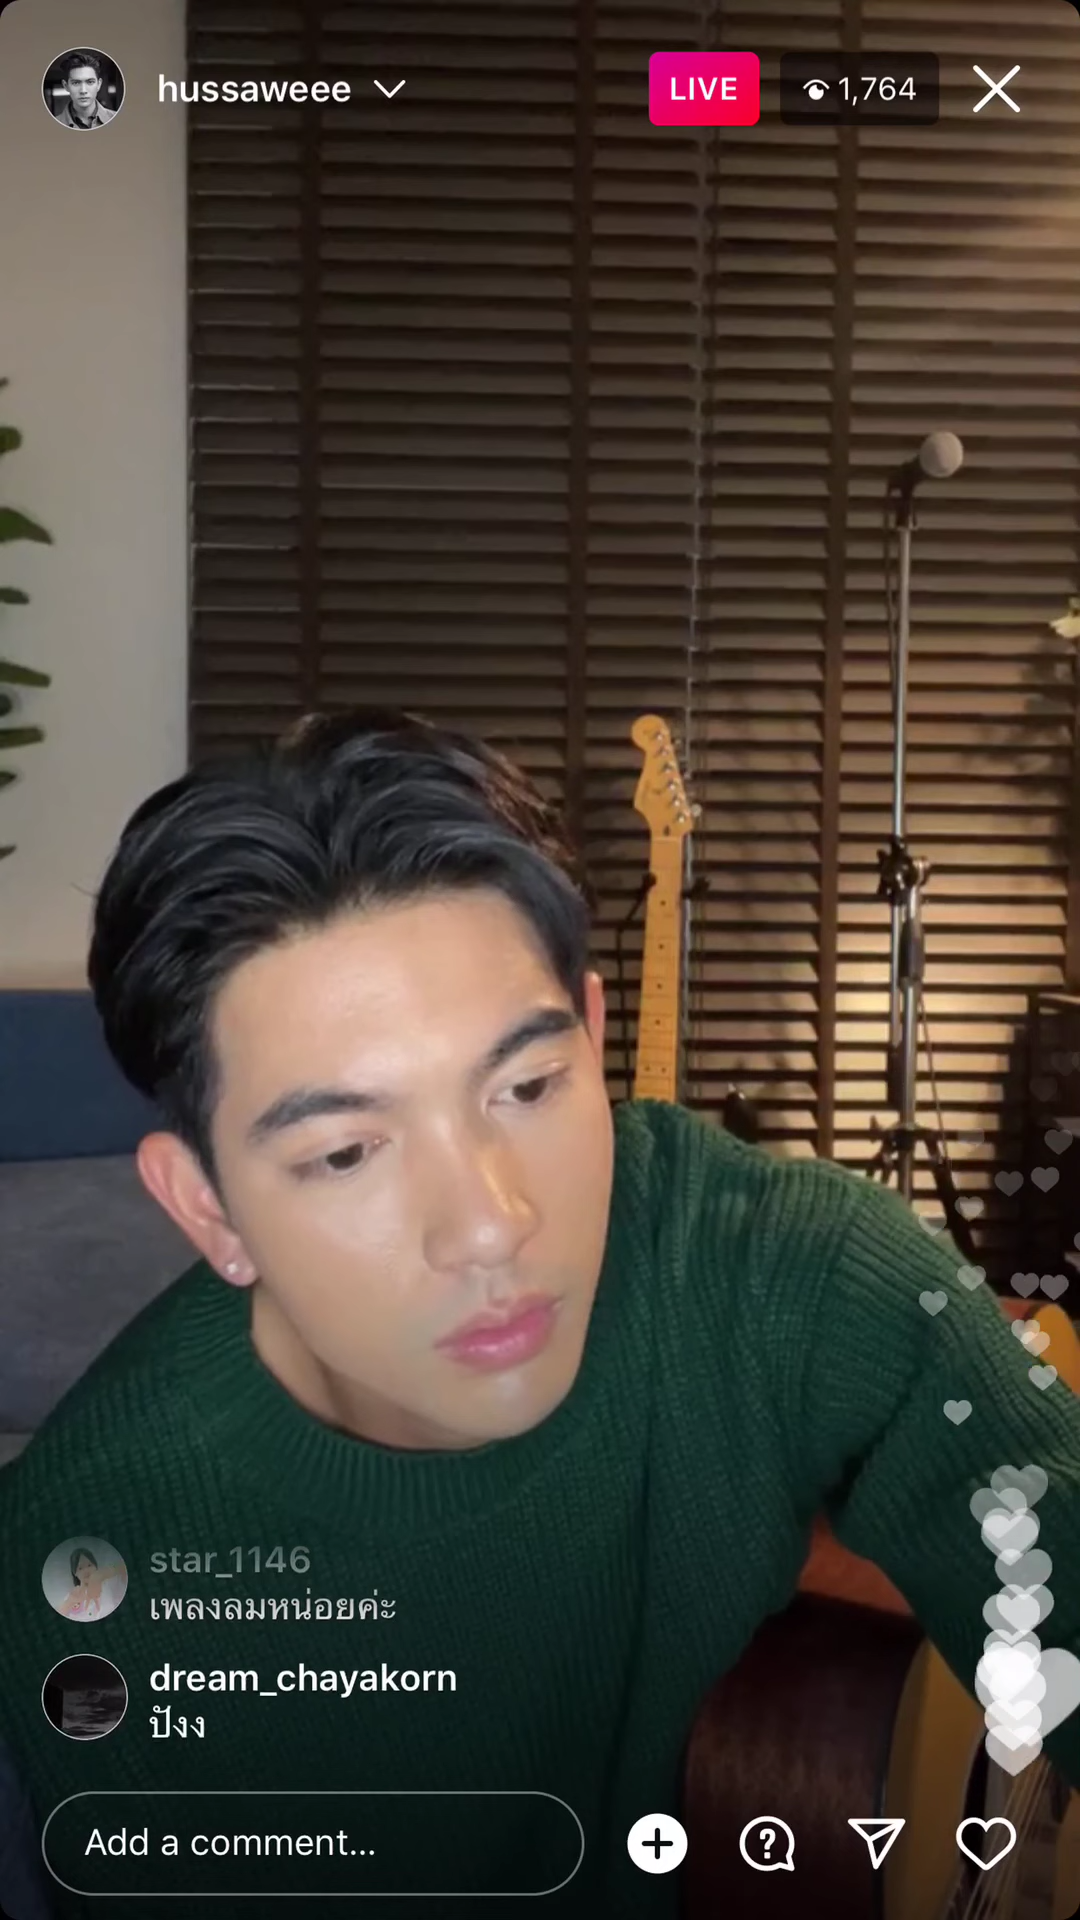 hussaweee
LIVE
1,764
star_1146
เพลงลมหน่อยค่ะ
dream_chayakorn
ปังง
Add a comment...